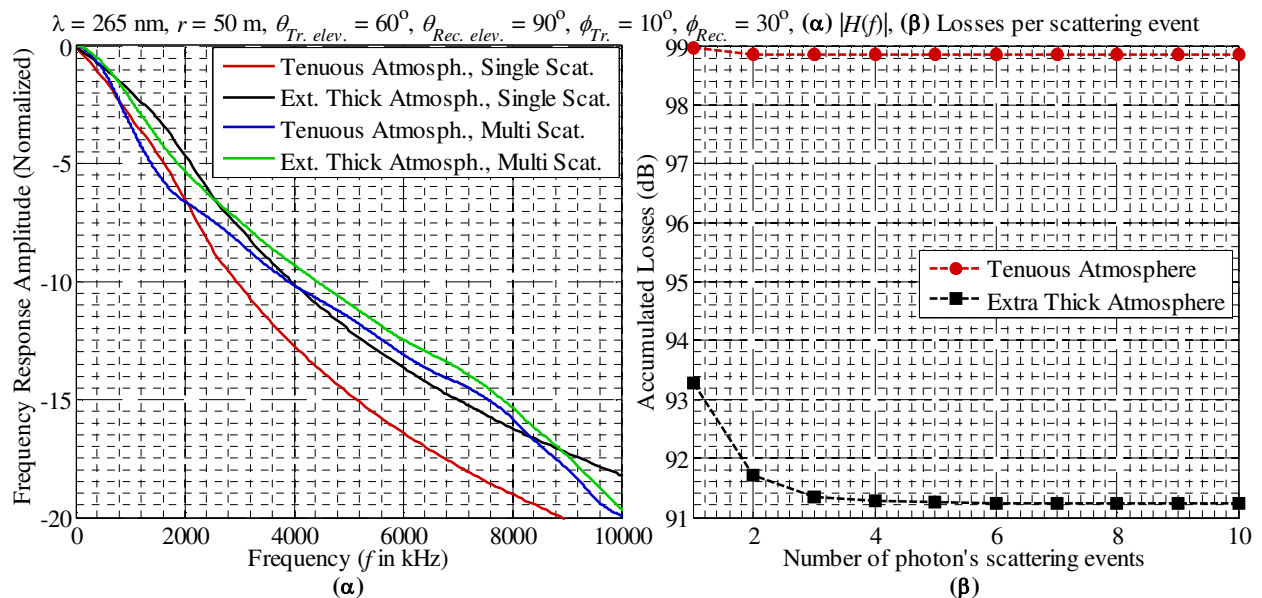 λ = 265 nm, r = 50 m, θTr. elev. = 60°, θRec. elev. = 90°, ϕTr. = 10°, ϕRec. = 30°, (α) |H(f)|, (β) Losses per scattering event
Frequency Response Amplitude (Normalized)
0
-5
-10
-15
-20
Tenuous Atmosph., Single Scat.
Ext. Thick Atmosph., Single Scat.
Tenuous Atmosph., Multi Scat.
Ext. Thick Atmosph., Multi Scat.
0 2000 4000 6000 8000 10000
Frequency (f in kHz)
(α)
Accumulated Losses (dB)
99
98
97
96
95
94
93
92
91
Tenuous Atmosphere
Extra Thick Atmosphere
2 4 6 8 10
Number of photon's scattering events
(β)